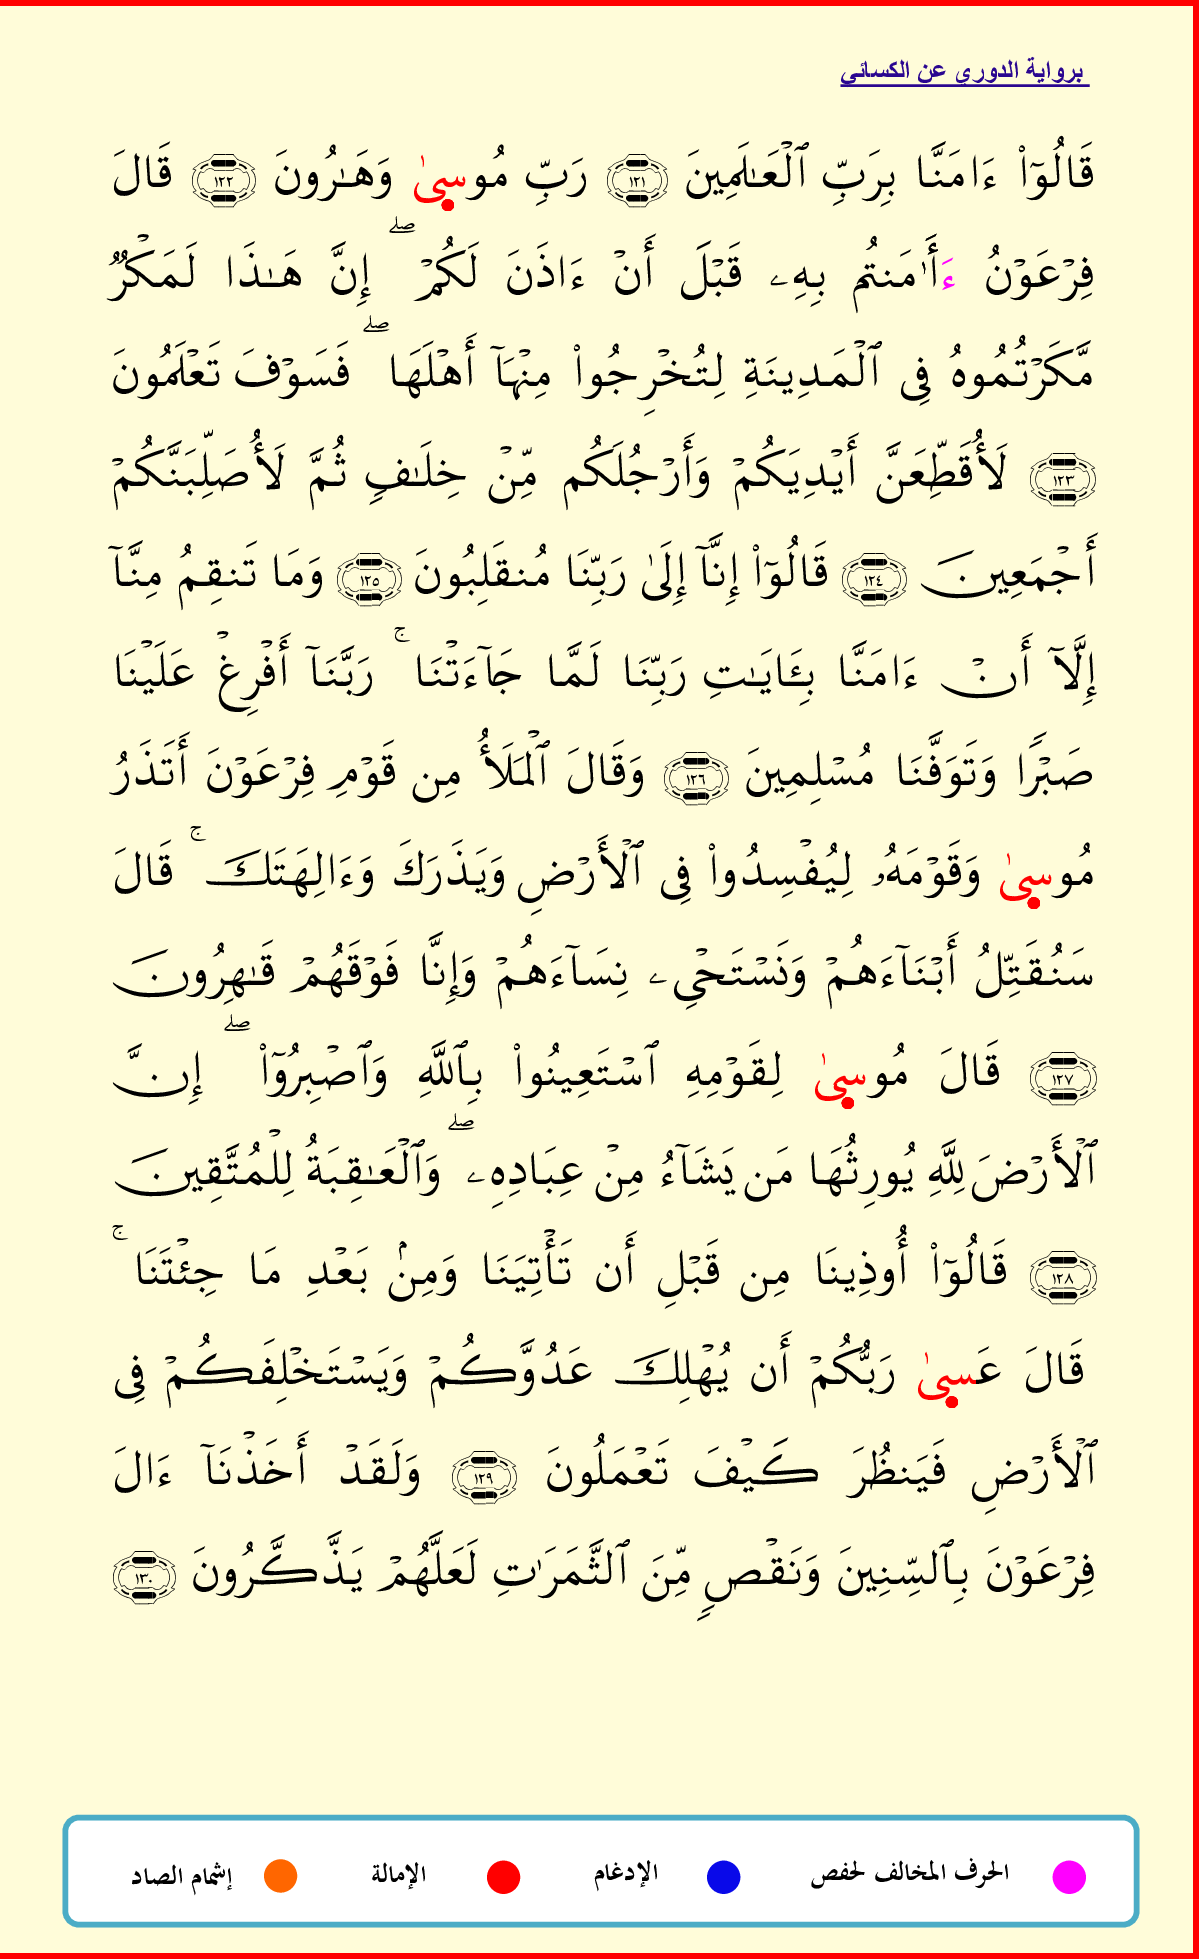 برواية الدوري عن الكسائي
قَالُوٓاْ ءَامَنَّا بِرَبِّ ٱلۡعَـٰلَمِينَ ١٢١ رَبِّ مُوسىٰ وَهَـٰرُونَ ١٢٢ قَالَ
فِرۡعَوۡنُ ءَأَٰمَنتُم بِهِۦ قَبۡلَ أَنۡ ءَاذَنَ لَكُمۡۖ إِنَّ هَـٰذَا لَمَكۡرٌ
مَّكَرۡتُمُوهُ فِى ٱلۡمَدِينَةِ لِتُخۡرِجُواْ مِنۡهَآ أَهۡلَهَاۖ فَسَوۡفَ تَعۡلَمُونَ
١٢٣ لَأُقَطِّعَنَّ أَيۡدِيَكُمۡ وَأَرۡجُلَكُم مِّنۡ خِلَـٰفٍ ثُمَّ لَأُصَلِّبَنَّكُمۡ
أَجۡمَعِينَ ١٢٤ قَالُوٓاْ إِنَّآ إِلَىٰ رَبِّنَا مُنقَلِبُونَ ١٢٥ وَمَا تَنقِمُ مِنَّآ
إِلَّآ أَنۡ ءَامَنَّا بِـَٔايَـٰتِ رَبِّنَا لَمَّا جَآءَتۡنَاۚ رَبَّنَآ أَفۡرِغۡ عَلَيۡنَا
صَبۡرًا وَتَوَفَّنَا مُسۡلِمِينَ ١٢٦ وَقَالَ ٱلۡمَلَأُ مِن قَوۡمِ فِرۡعَوۡنَ أَتَذَرُ
مُوسىٰ وَقَوۡمَهُۥ لِيُفۡسِدُواْ فِى ٱلۡأَرۡضِ وَيَذَرَكَ وَءَالِهَتَكَۚ قَالَ
سَنُقَتِّلُ أَبۡنَآءَهُمۡ وَنَسۡتَحۡىِۦ نِسَآءَهُمۡ وَإِنَّا فَوۡقَهُمۡ قَـٰهِرُونَ
١٢٧ قَالَ مُوسىٰ لِقَوۡمِهِ ٱسۡتَعِينُواْ بِٱللَّهِ وَٱصۡبِرُوٓاْۖ إِنَّ
ٱلۡأَرۡضَ لِلَّهِ يُورِثُهَا مَن يَشَآءُ مِنۡ عِبَادِهِۦۖ وَٱلۡعَـٰقِبَةُ لِلۡمُتَّقِينَ
١٢٨ قَالُوٓاْ أُوذِينَا مِن قَبۡلِ أَن تَأۡتِيَنَا وَمِنۢ بَعۡدِ مَا جِئۡتَنَاۚ
قَالَ عَسىٰ رَبُّكُمۡ أَن يُهۡلِكَ عَدُوَّكُمۡ وَيَسۡتَخۡلِفَكُمۡ فِى
ٱلۡأَرۡضِ فَيَنظُرَ كَيۡفَ تَعۡمَلُونَ ١٢٩ وَلَقَدۡ أَخَذۡنَآ ءَالَ
فِرۡعَوۡنَ بِٱلسِّنِينَ وَنَقۡصٍ مِّنَ ٱلثَّمَرَٰتِ لَعَلَّهُمۡ يَذَّكَّرُونَ ١٣٠
الحرف المخالف لحفص الإدغام الإمالة إشمام الصاد